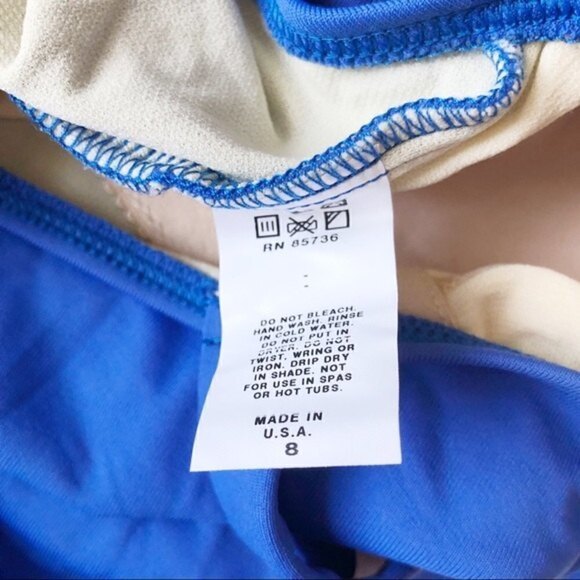 RN 85736
DO NOT BLEACH.
HAND WASH. RINSE
IN COLD WATER.
DO NOT PUT IN
DRYER. DO NOT
TWIST, WRING OR
IRON. DRIP DRY
IN SHADE. NOT
FOR USE IN SPAS
OR HOT TUBS.
MADE IN
U.S.A.
8